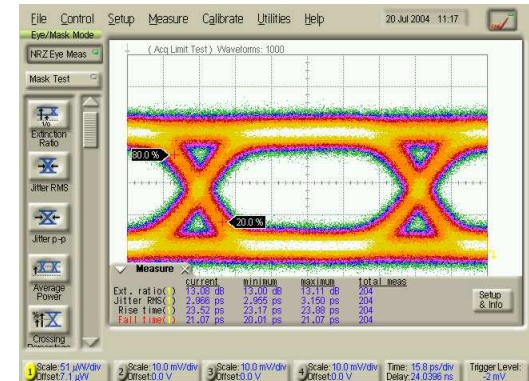 File Control Setup Measure Calibrate Utilities Help 20 Jul 2004 11:17
Eye/Mask Mode
NRZ Eye Meas
Mask Test
Extinction
Ratio
Jitter RMS
Jitter p-p
Average
Power
Crossing
Percentage
( Acq Limit Test ) Waveforms: 1000
80.0 %
20.0 %
Measure
current minimum maximum total meas
Ext. ratio( ) 13.08 dB 13.00 dB 13.11 dB 204
Jitter RMS( ) 2.966 ps 2.955 ps 3.150 ps 204
Rise time( ) 23.52 ps 23.17 ps 23.88 ps 204
Fall time( ) 21.07 ps 20.01 ps 21.07 ps 204
Setup
& Info
1 Scale:51 µW/div
Offset:7.1 µW
2 Scale:10.0 mV/div
Offset:0.0 V
3 Scale:10.0 mV/div
Offset:0.0 V
4 Scale:10.0 mV/div
Offset:0.0 V
Time: 15.8 ps/div
Delay:24.0396 ns
Trigger Level:
-2 mV